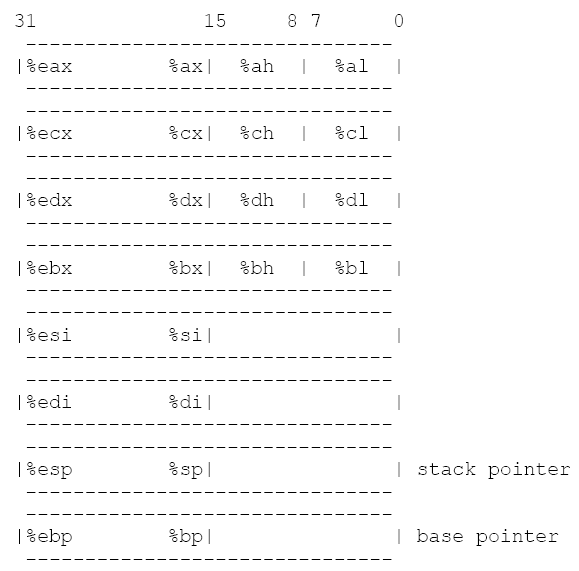 31                15     8 7      0
 -------------------------------
|%eax        %ax|  %ah  |  %al  |
 -------------------------------
 -------------------------------
|%ecx        %cx|  %ch  |  %cl  |
 -------------------------------
 -------------------------------
|%edx        %dx|  %dh  |  %dl  |
 -------------------------------
 -------------------------------
|%ebx        %bx|  %bh  |  %bl  |
 -------------------------------
|%esi        %si|               |
 -------------------------------
 -------------------------------
|%edi        %di|               |
 -------------------------------
 -------------------------------
|%esp        %sp|               | stack pointer
 -------------------------------
 -------------------------------
|%ebp        %bp|               | base pointer
 -------------------------------